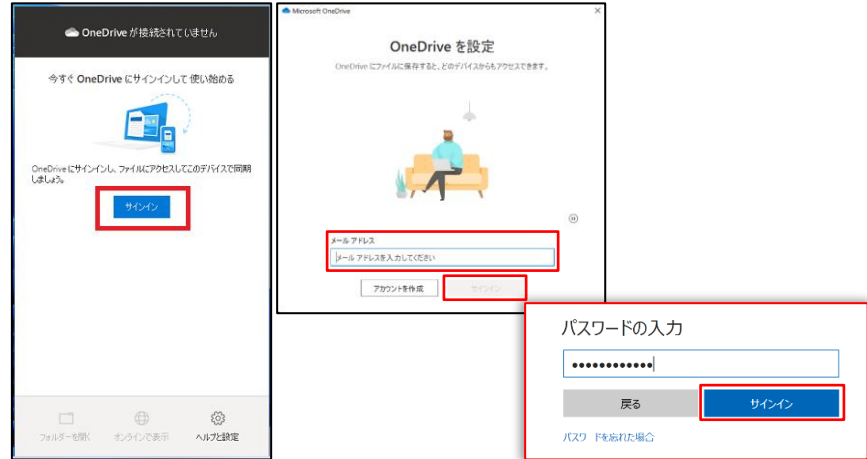 OneDrive が接続されていません
今すぐ OneDrive にサインインして使い始める
OneDriveにサインインし、ファイルにアクセスしてこのデバイスで同期
しましょう。
サインイン
フォルダーを開く
オンラインで表示
ヘルプと設定
Microsoft OneDrive
OneDrive を設定
OneDrive にファイルに保存すると、どのデバイスからもアクセスできます。
メール アドレス
メール アドレスを入力してください
アカウントを作成
サインイン
パスワードの入力
••••••••••••
戻る
サインイン
パスワードを忘れた場合